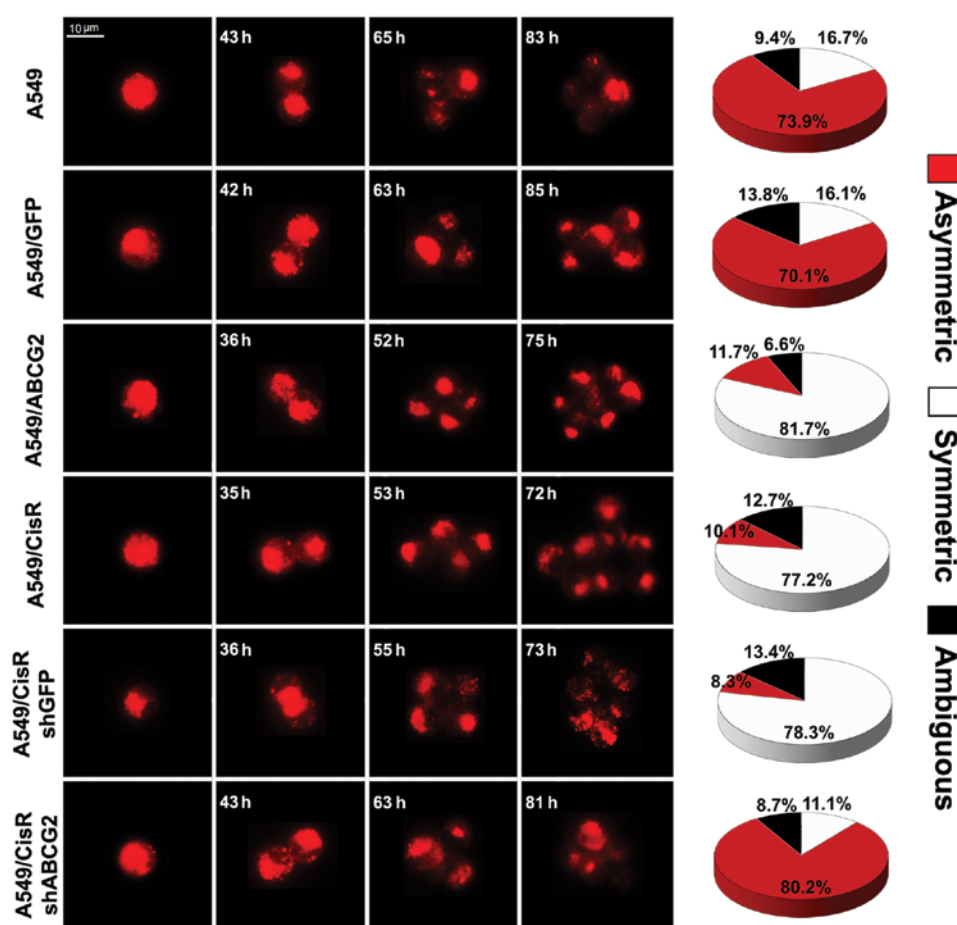 10 µm
43 h
65 h
83 h
A549
9.4%
16.7%
73.9%
42 h
63 h
85 h
A549/GFP
13.8%
16.1%
70.1%
36 h
52 h
75 h
A549/ABCG2
11.7%
6.6%
81.7%
35 h
53 h
72 h
A549/CisR
12.7%
10.1%
77.2%
36 h
55 h
73 h
A549/CisR
shGFP
13.4%
8.3%
78.3%
43 h
63 h
81 h
A549/CisR
shABCG2
8.7%
11.1%
80.2%
Asymmetric
Symmetric
Ambiguous